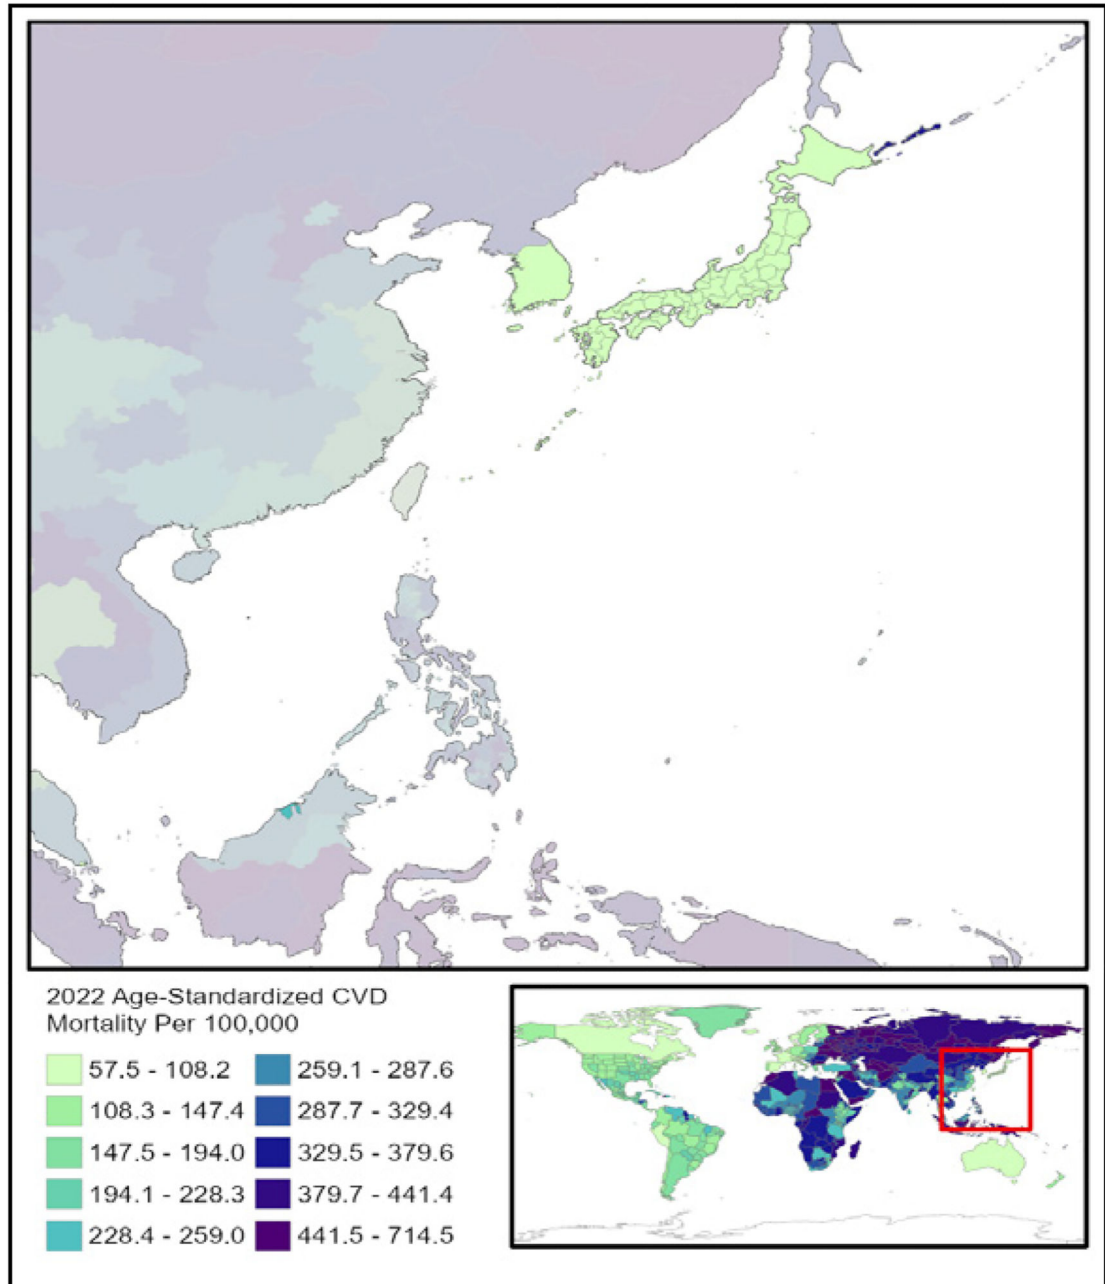 2022 Age-Standardized CVD
Mortality Per 100,000
57.5 - 108.2
108.3 - 147.4
147.5 - 194.0
194.1 - 228.3
228.4 - 259.0
259.1 - 287.6
287.7 - 329.4
329.5 - 379.6
379.7 - 441.4
441.5 - 714.5